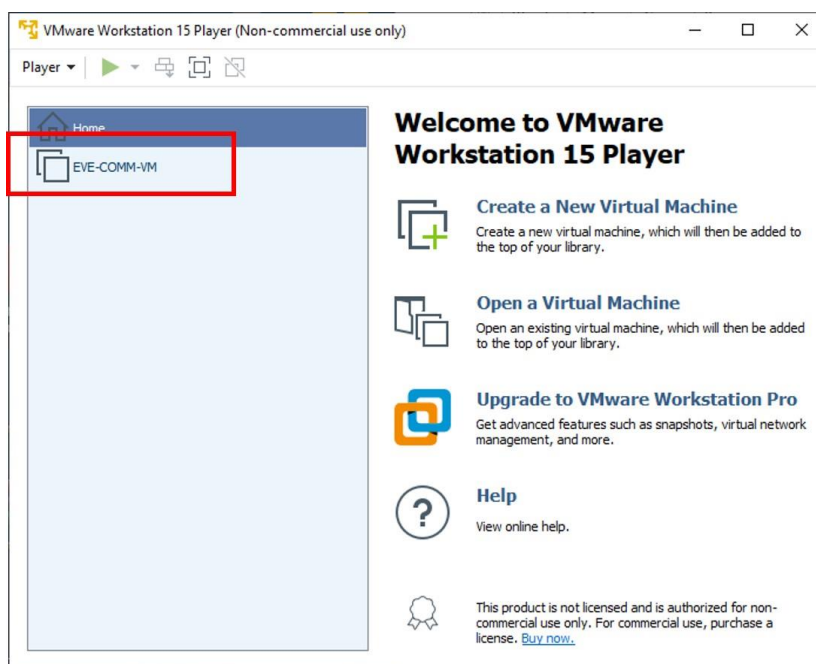 VMware Workstation 15 Player (Non-commercial use only)
Player
Home
EVE-COMM-VM
Welcome to VMware
Workstation 15 Player
Create a New Virtual Machine
Create a new virtual machine, which will then be added to
the top of your library.
Open a Virtual Machine
Open an existing virtual machine, which will then be added
to the top of your library.
Upgrade to VMware Workstation Pro
Get advanced features such as snapshots, virtual network
management, and more.
Help
View online help.
This product is not licensed and is authorized for non-
commercial use only. For commercial use, purchase a
license. Buy now.